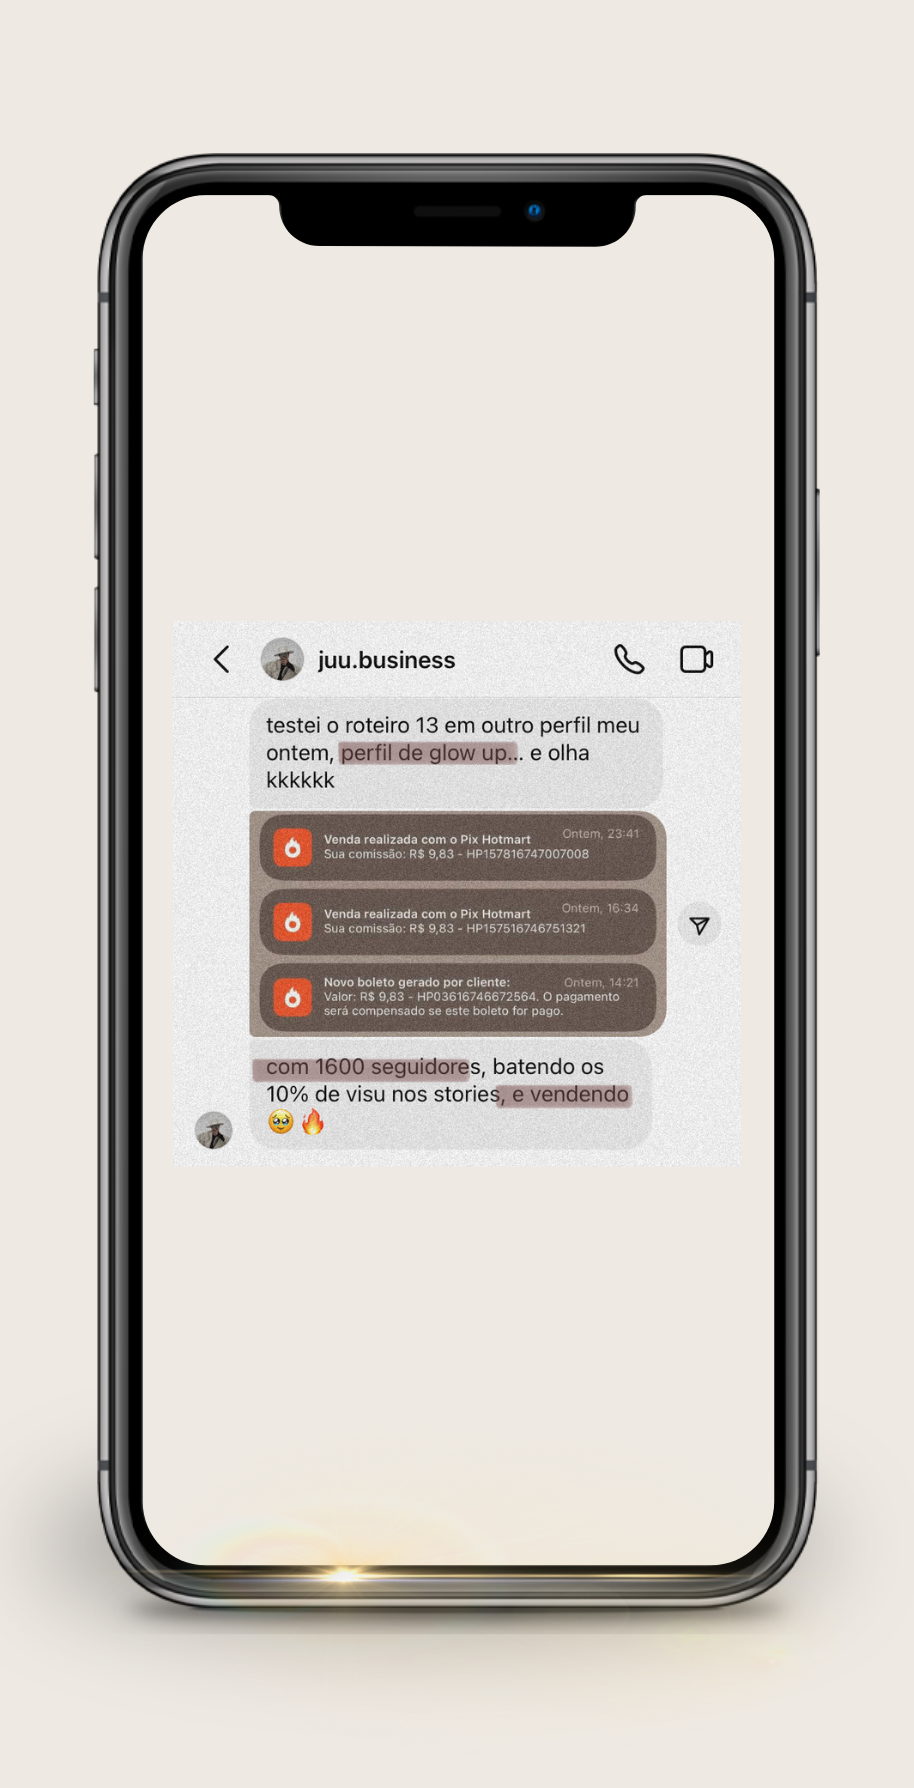 juu.business
testei o roteiro 13 em outro perfil meu
ontem, perfil de glow up... e olha
kkkkkk
Venda realizada com o Pix Hotmart Ontem, 23:41
Sua comissão: R$ 9,83 - HP157816747007008
Venda realizada com o Pix Hotmart Ontem, 16:34
Sua comissão: R$ 9,83 - HP157516746751321
Novo boleto gerado por cliente: Ontem, 14:21
Valor: R$ 9,83 - HP03616746672564. O pagamento
será compensado se este boleto for pago.
com 1600 seguidores, batendo os
10% de visu nos stories, e vendendo
🥹🔥